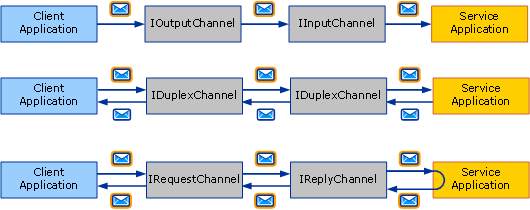 Client
Application
IOutputChannel
IInputChannel
Service
Application
Client
Application
IDuplexChannel
IDuplexChannel
Service
Application
Client
Application
IRequestChannel
IReplyChannel
Service
Application